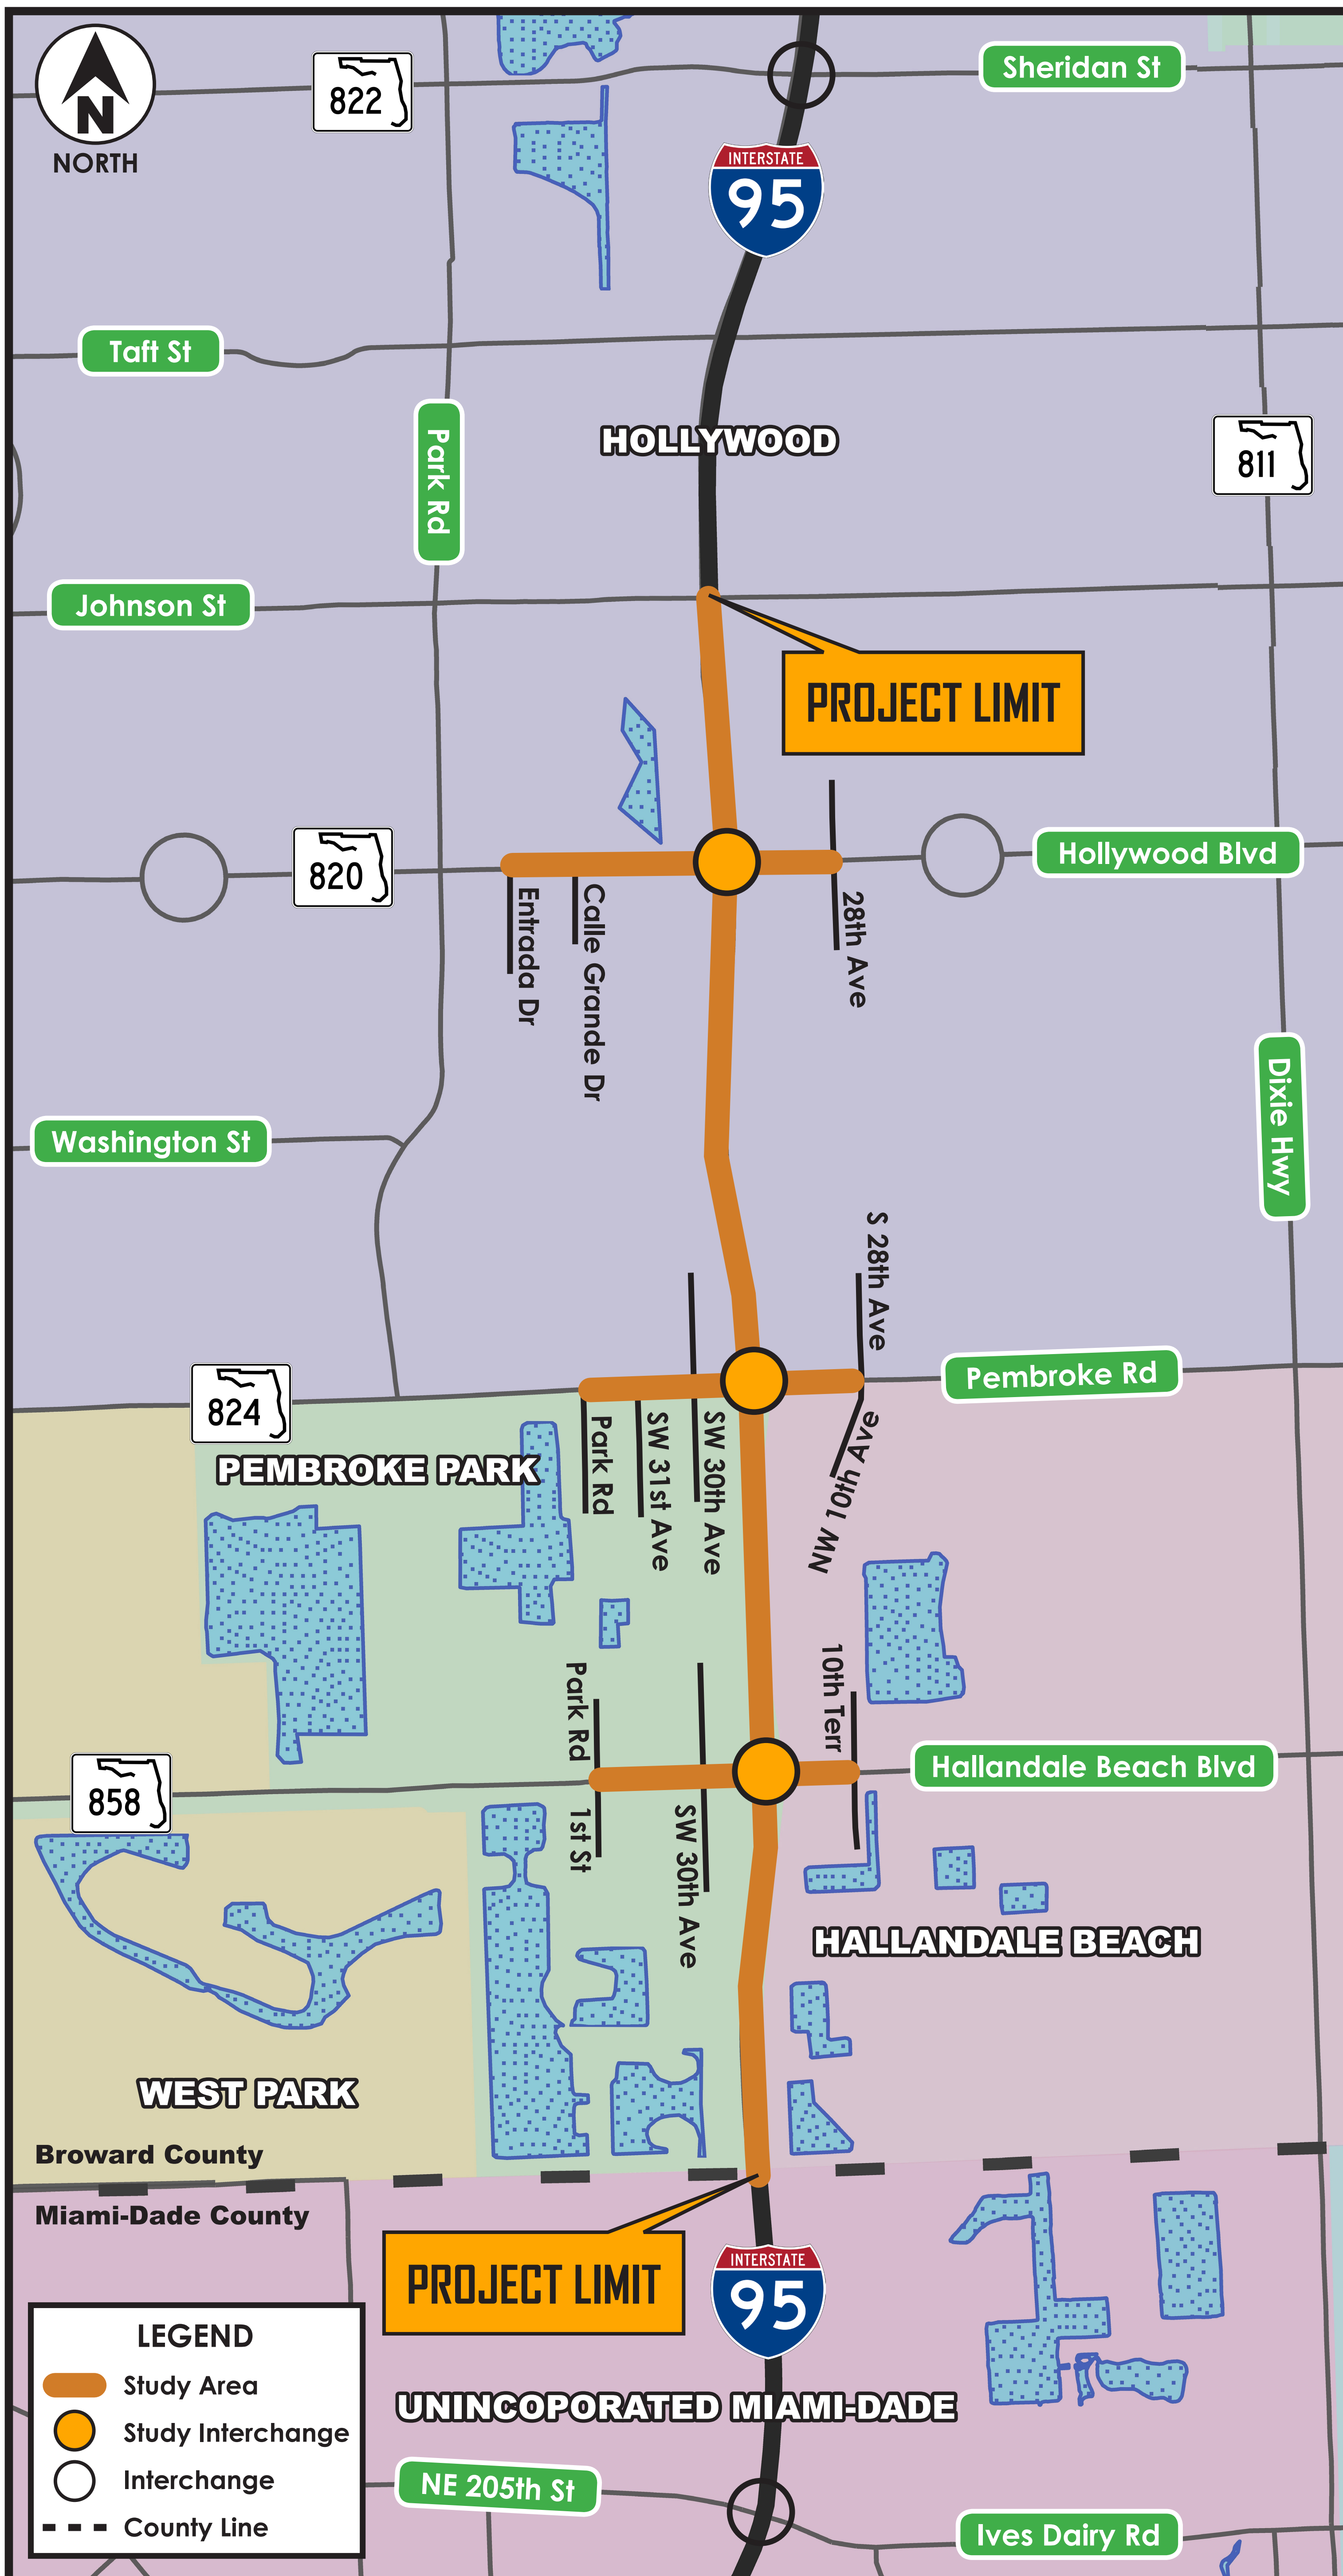 Sheridan St
822
N
NORTH
INTERSTATE
95
Taft St
Park Rd
HOLLYWOOD
811
Johnson St
PROJECT LIMIT
820
Hollywood Blvd
Entrada Dr
Calle Grande Dr
28th Ave
Dixie Hwy
Washington St
S 28th Ave
824
Pembroke Rd
PEMBROKE PARK
Park Rd
SW 31st Ave
SW 30th Ave
NW 10th Ave
Park Rd
10th Terr
858
Hallandale Beach Blvd
1st St
SW 30th Ave
HALLANDALE BEACH
WEST PARK
Broward County
Miami-Dade County
PROJECT LIMIT
INTERSTATE
95
LEGEND
Study Area
Study Interchange
Interchange
County Line
UNINCOPORATED MIAMI-DADE
NE 205th St
Ives Dairy Rd